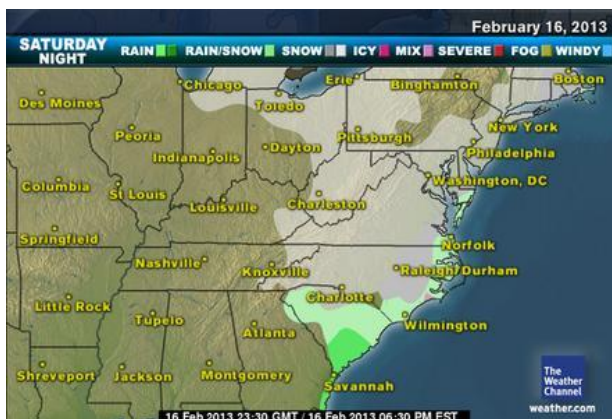 February 16, 2013
SATURDAY NIGHT
RAIN RAIN/SNOW SNOW ICY MIX SEVERE FOG WINDY
Chicago
Erie
Binghamton
Boston
Des Moines
Toledo
New York
Peoria
Pittsburgh
Dayton
Indianapolis
Philadelphia
Washington, DC
Columbia
St Louis
Louisville
Charleston
Springfield
Norfolk
Nashville
Knoxville
Raleigh/Durham
Charlotte
Little Rock
Tupelo
Atlanta
Wilmington
Shreveport
Jackson
Montgomery
Savannah
The
Weather
Channel
weather.com
16 Feb 2013 23:30 GMT / 16 Feb 2013 06:30 PM EST